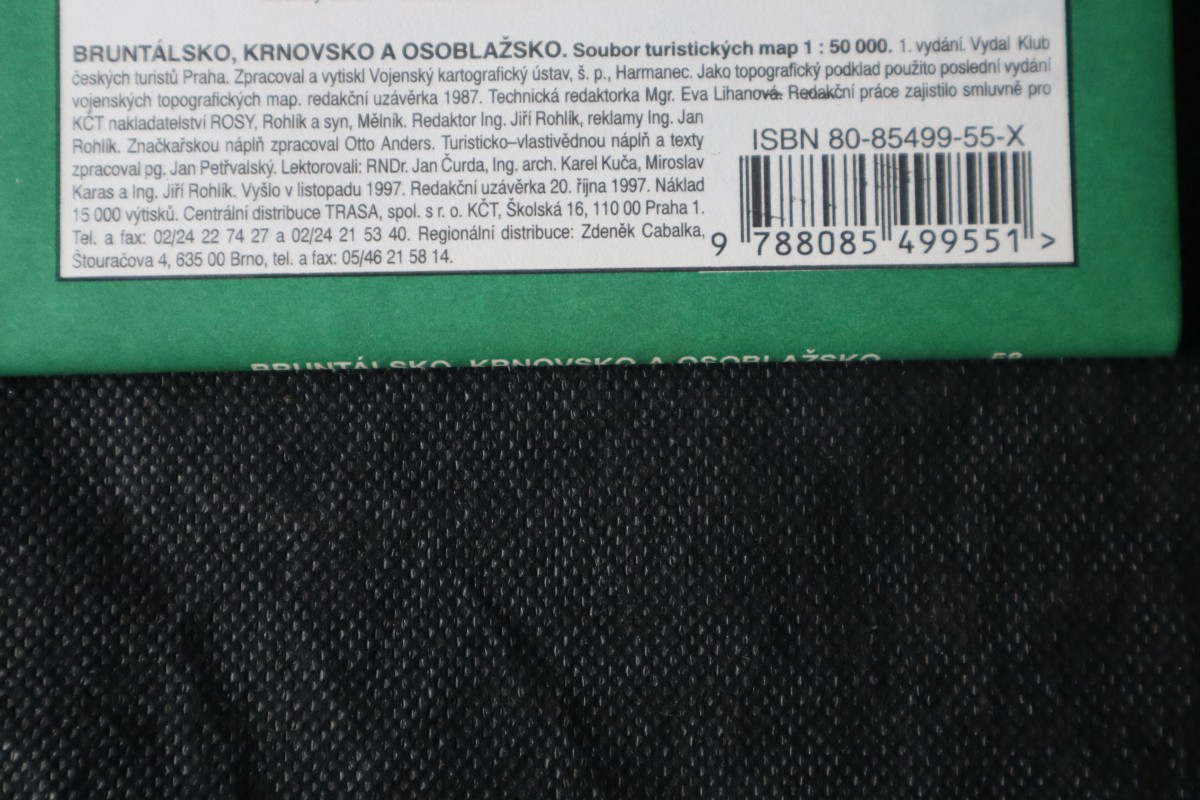 BRUNTÁLSKO, KRNOVSKO A OSOBLAŽSKO. Soubor turistických map 1 : 50 000. 1. vydání. Vydal Klub
českých turistů Praha. Zpracoval a vytiskl Vojenský kartografický ústav, š. p., Harmanec. Jako topografický podklad použito poslední vydání
vojenských topografických map. redakční uzávěrka 1987. Technická redaktorka Mgr. Eva Lihanová. Redakční práce zajistilo smluvně pro
KČT nakladatelství ROSY, Rohlík a syn, Mělník. Redaktor Ing. Jiří Rohlík, reklamy Ing. Jan
Rohlík. Značkařskou náplň zpracoval Otto Anders. Turisticko–vlastivědnou náplň a texty
zpracoval pg. Jan Petřvalský. Lektorovali: RNDr. Jan Čurda, Ing. arch. Karel Kuča, Miroslav
Karas a Ing. Jiří Rohlík. Vyšlo v listopadu 1997. Redakční uzávěrka 20. října 1997. Náklad
15 000 výtisků. Centrální distribuce TRASA, spol. s r. o. KČT, Školská 16, 110 00 Praha 1.
Tel. a fax: 02/24 22 74 27 a 02/24 21 53 40. Regionální distribuce: Zdeněk Cabalka,
Štouračova 4, 635 00 Brno, tel. a fax: 05/46 21 58 14.
ISBN 80-85499-55-X
9 788085 499551 >
BRUNTÁLSKO, KRNOVSKO A OSOBLAŽSKO